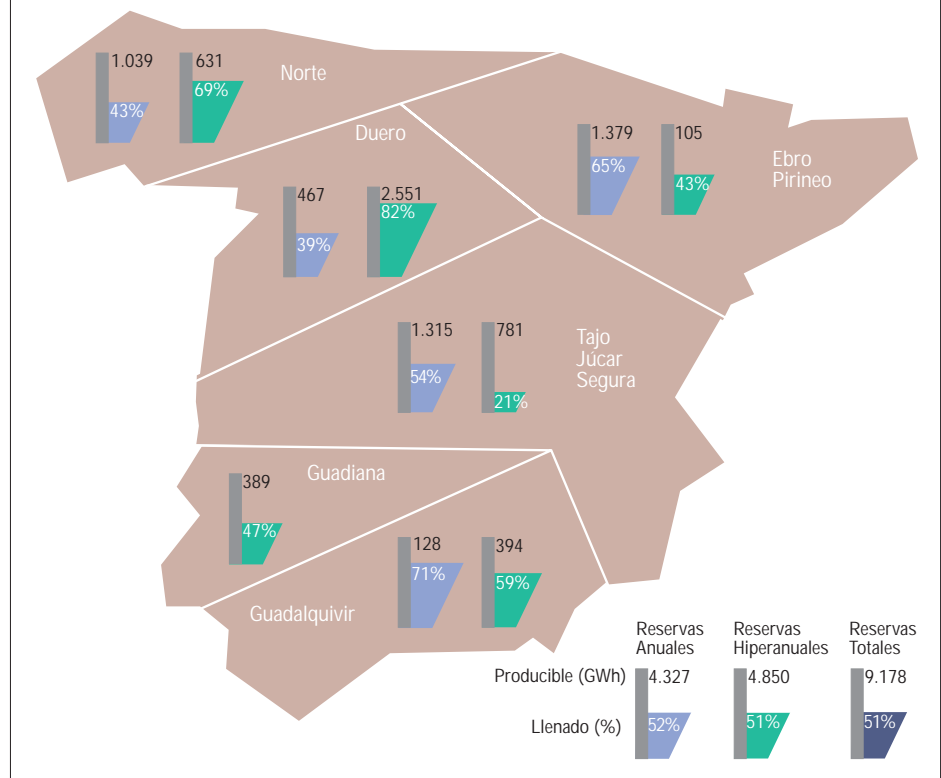 Norte
1.039
43%
631
69%
Duero
467
39%
2.551
82%
Ebro
Pirineo
1.379
65%
105
43%
Tajo
Júcar
Segura
1.315
54%
781
21%
Guadiana
389
47%
Guadalquivir
128
71%
394
59%
Reservas
Anuales
Reservas
Hiperanuales
Reservas
Totales
Producible (GWh)
4.327
4.850
9.178
Llenado (%)
52%
51%
51%